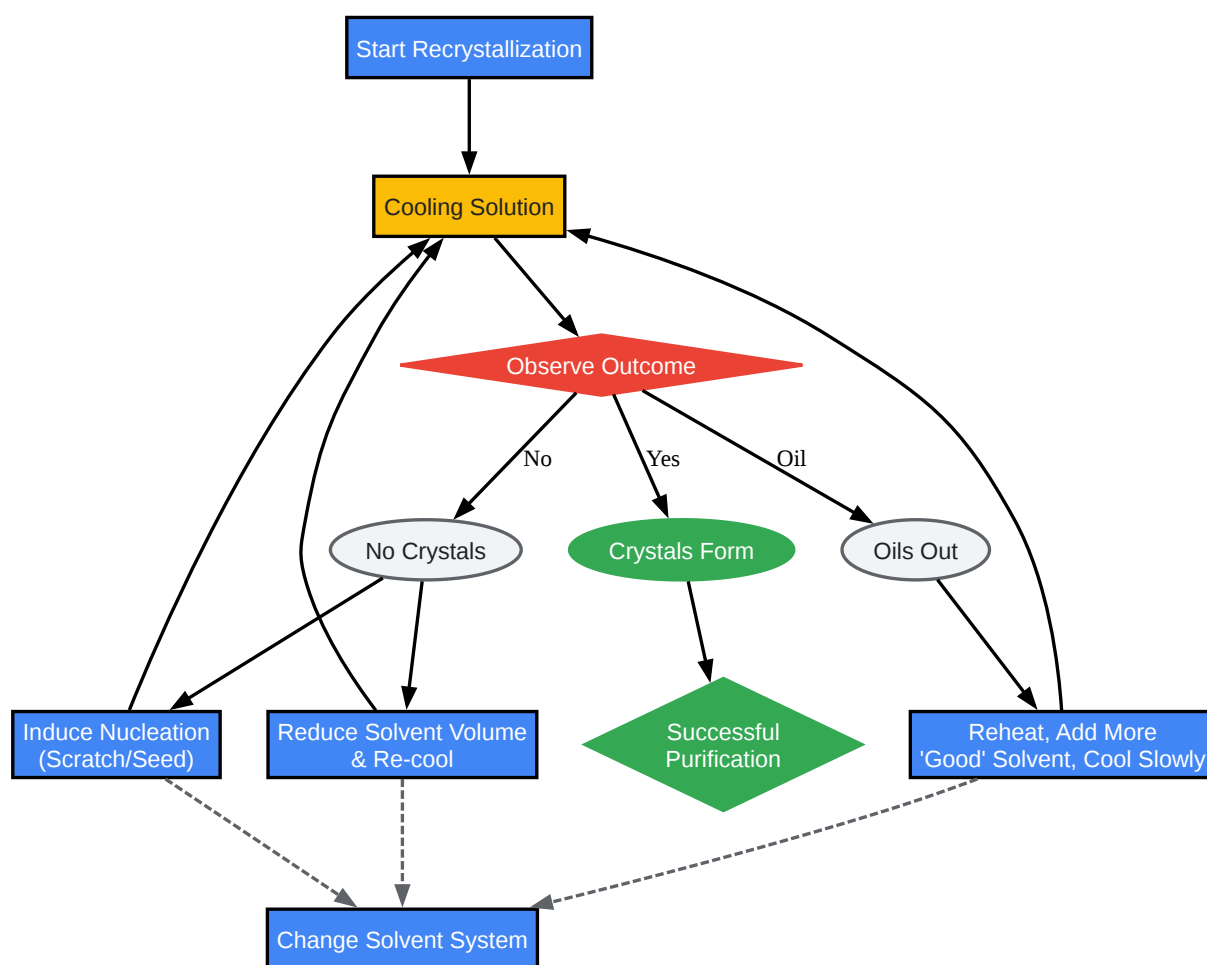 Start Recrystallization
Cooling Solution
Observe Outcome
No
Yes
Oil
No Crystals
Crystals Form
Oils Out
Induce Nucleation
(Scratch/Seed)
Reduce Solvent Volume
& Re-cool
Successful
Purification
Reheat, Add More
'Good' Solvent, Cool Slowly
Change Solvent System